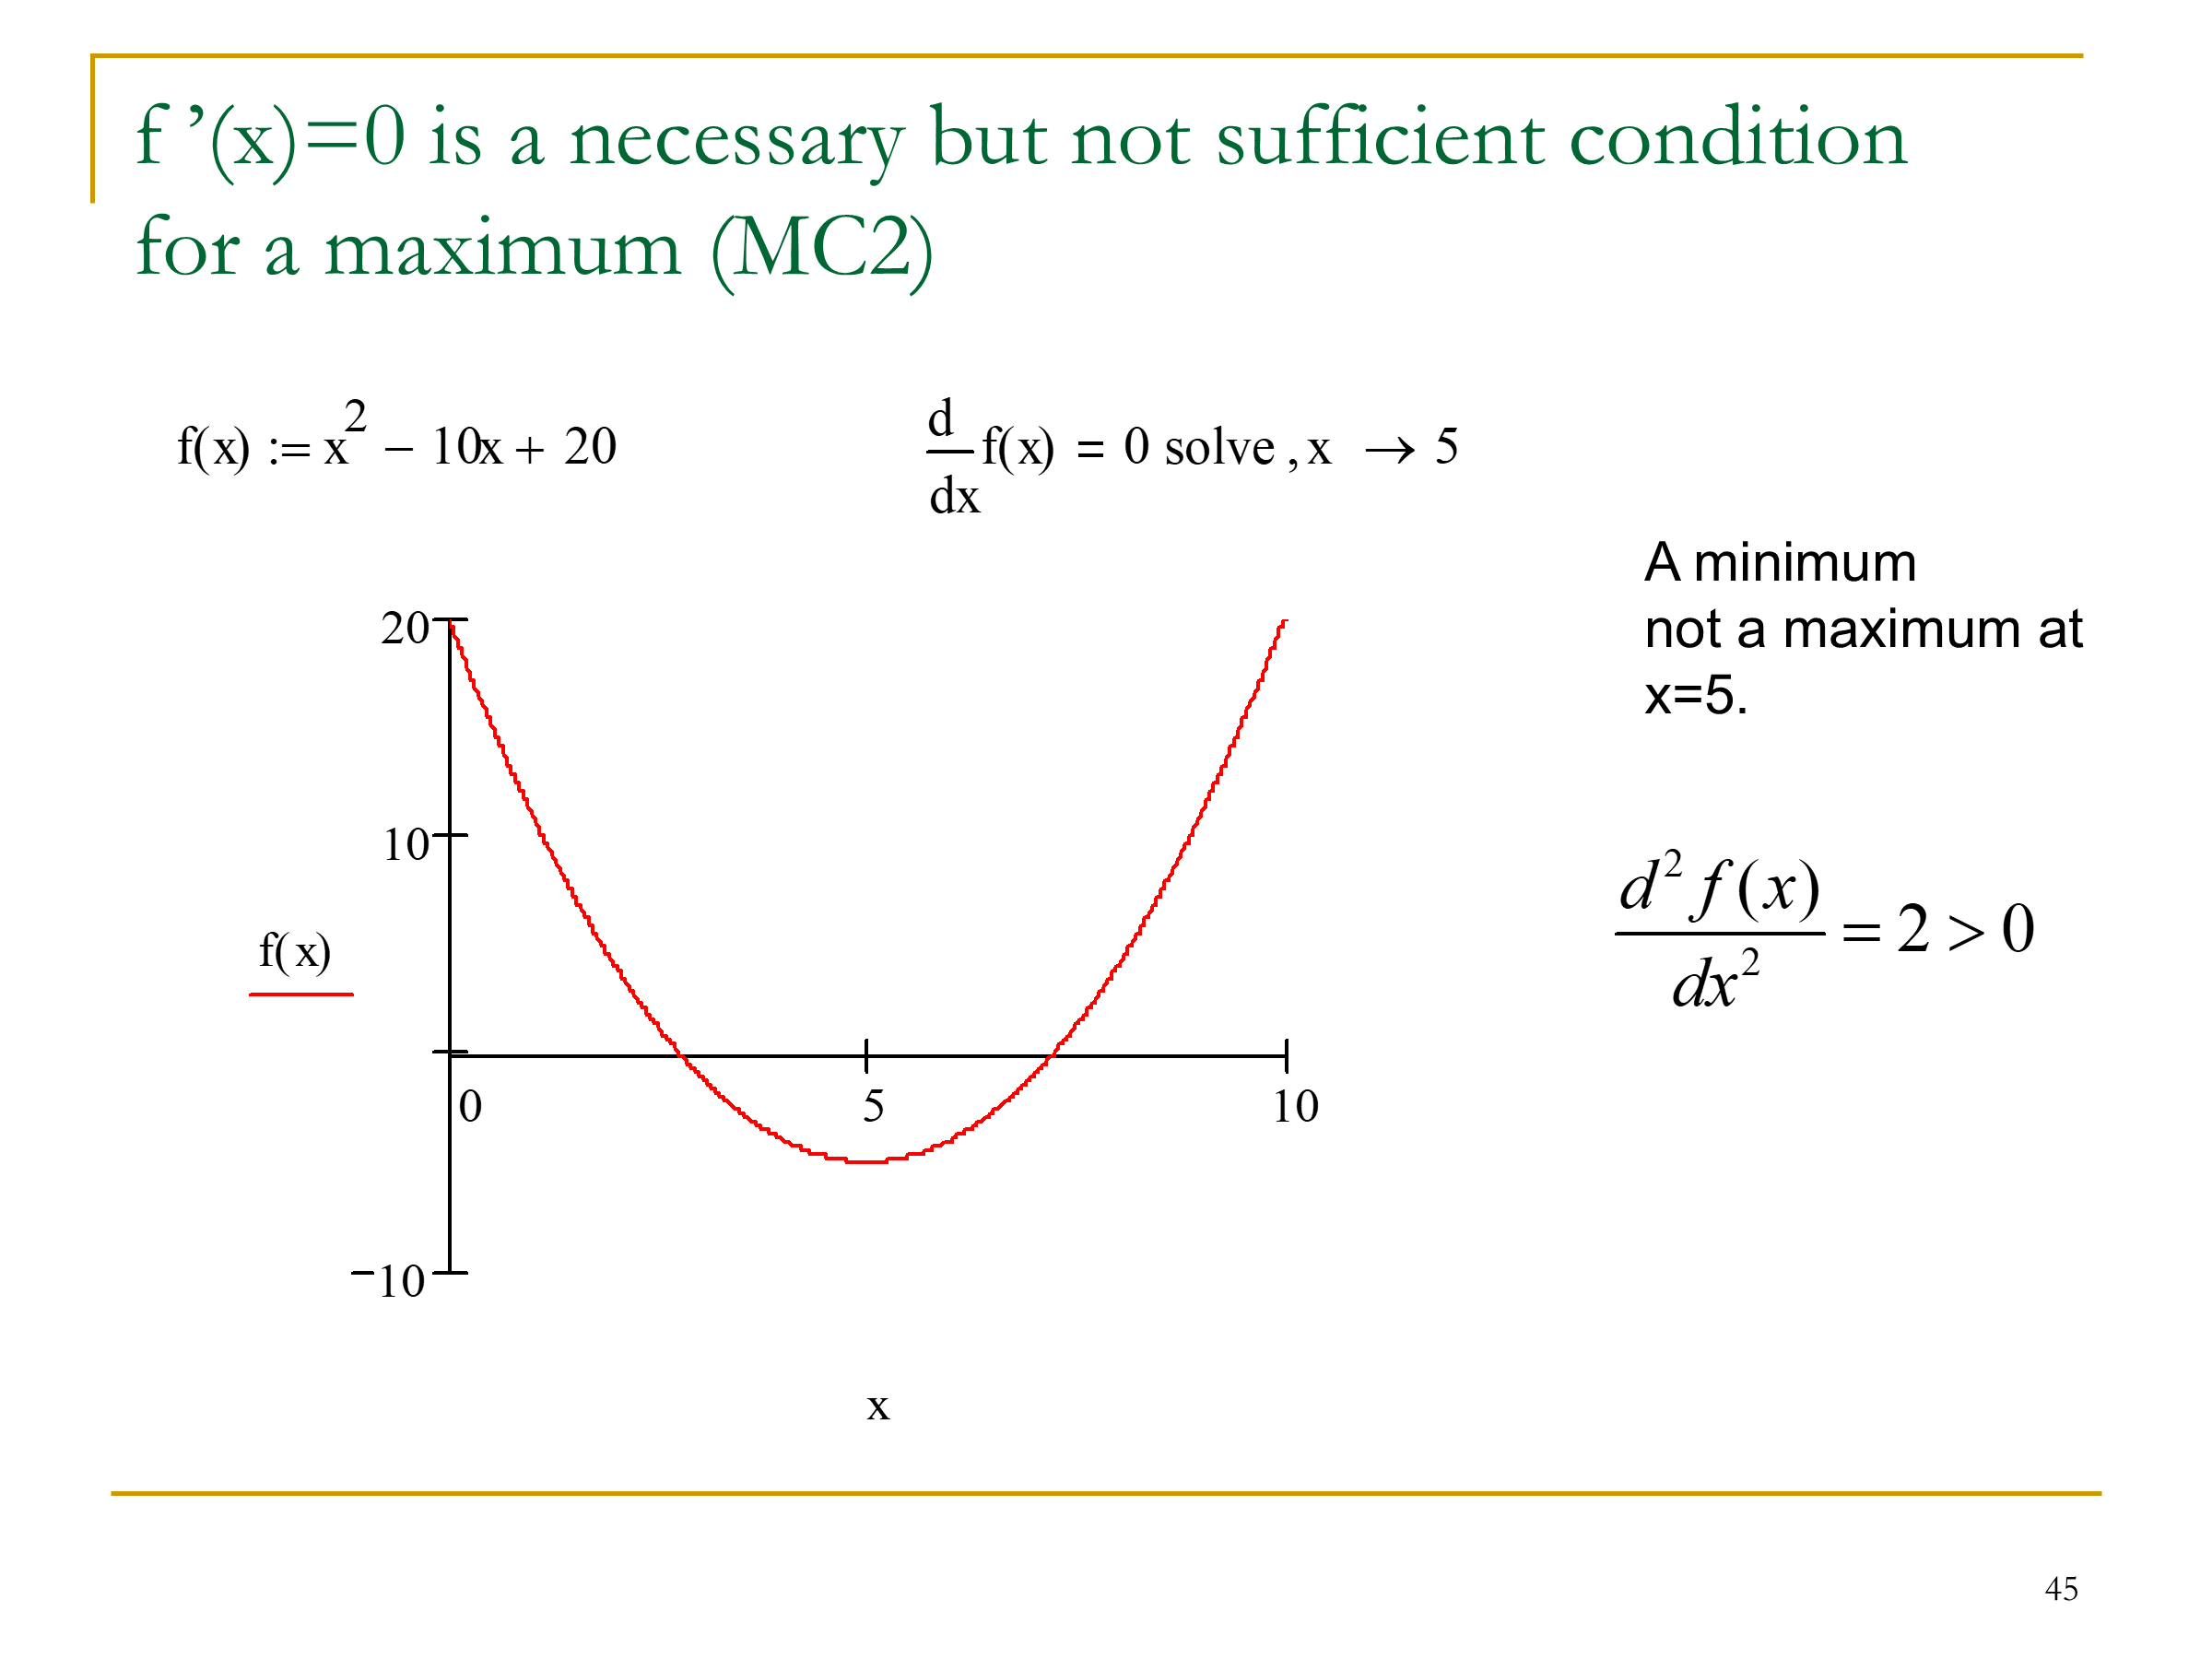 f ’(x)=0 is a necessary but not sufficient condition
for a maximum (MC2)
f(x) := x² − 10x + 20
d/dx f(x) = 0 solve , x → 5
A minimum
not a maximum at
x=5.
20
10
d² f(x)/dx² = 2 > 0
f(x)
0 5 10
−10
x
45